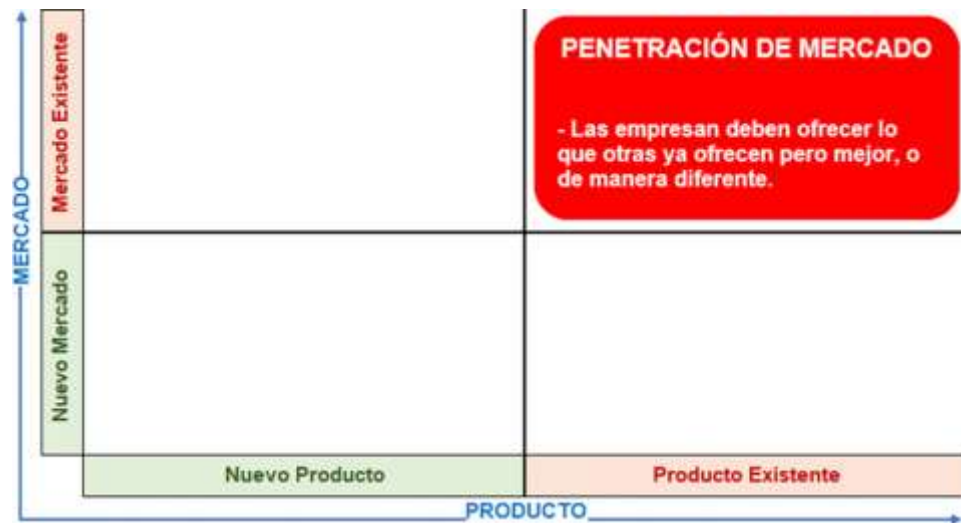 MERCADO
Mercado Existente
Nuevo Mercado
PENETRACIÓN DE MERCADO
- Las empresan deben ofrecer lo
que otras ya ofrecen pero mejor, o
de manera diferente.
Nuevo Producto
Producto Existente
PRODUCTO